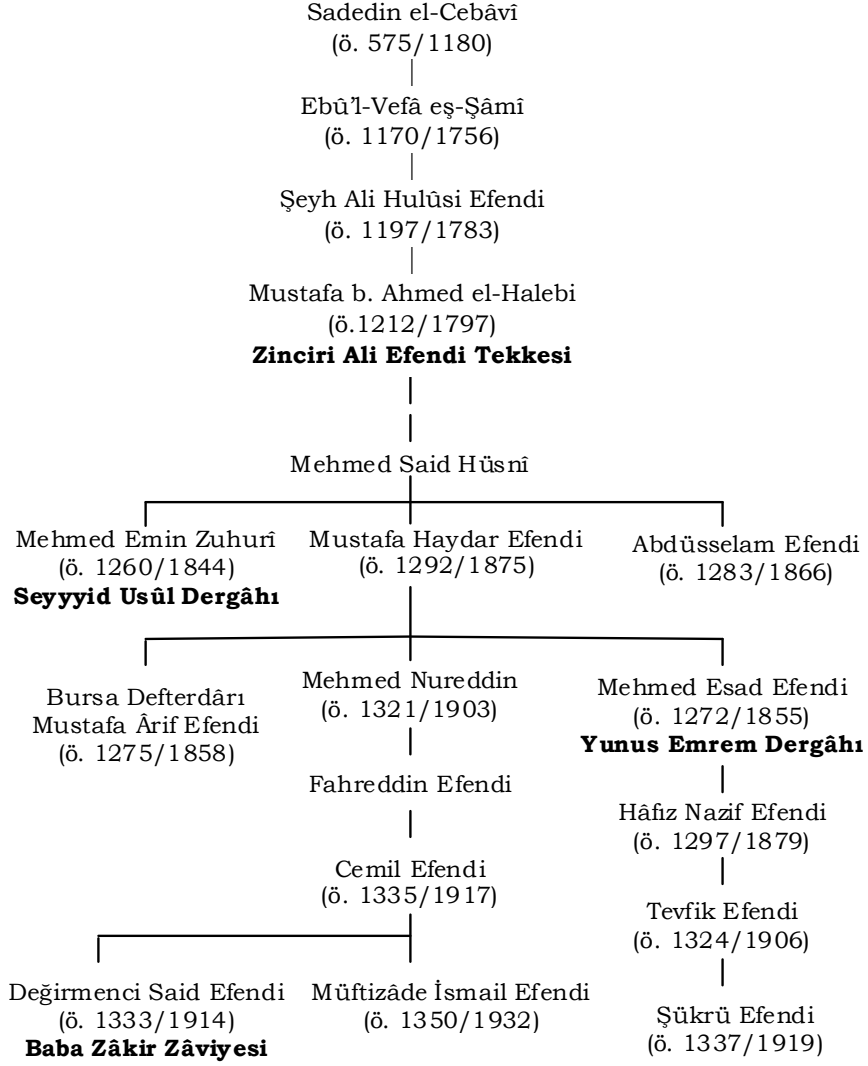 Sadedin el-Cebâvî
(ö. 575/1180)
Ebû'l-Vefâ eş-Şâmî
(ö. 1170/1756)
Şeyh Ali Hulûsi Efendi
(ö. 1197/1783)
Mustafa b. Ahmed el-Halebi
(ö.1212/1797)
Zinciri Ali Efendi Tekkesi
Mehmed Said Hüsnî
Mehmed Emin Zuhurî
(ö. 1260/1844)
Seyyyid Usûl Dergâhı
Mustafa Haydar Efendi
(ö. 1292/1875)
Abdüsselam Efendi
(ö. 1283/1866)
Bursa Defterdârı
Mustafa Ârif Efendi
(ö. 1275/1858)
Mehmed Nureddin
(ö. 1321/1903)
Fahreddin Efendi
Cemil Efendi
(ö. 1335/1917)
Değirmenci Said Efendi
(ö. 1333/1914)
Baba Zâkir Zâviyesi
Müftizâde İsmail Efendi
(ö. 1350/1932)
Mehmed Esad Efendi
(ö. 1272/1855)
Yunus Emrem Dergâhı
Hâfız Nazif Efendi
(ö. 1297/1879)
Tevfik Efendi
(ö. 1324/1906)
Şükrü Efendi
(ö. 1337/1919)